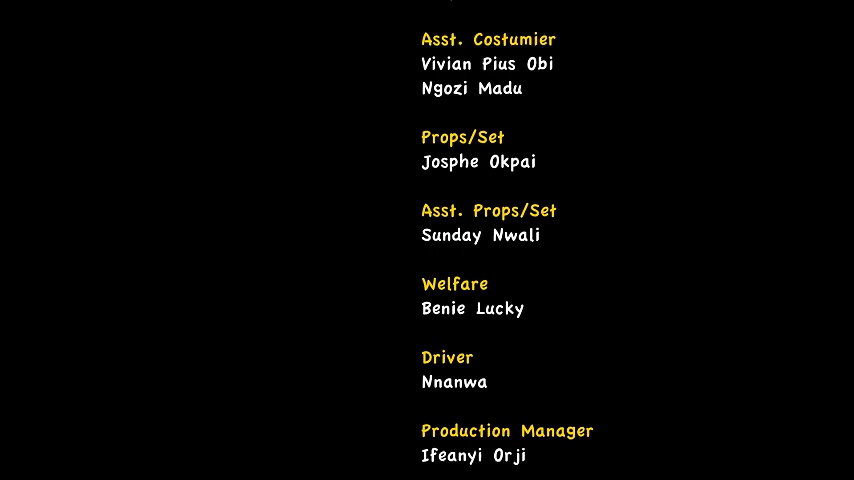 Asst. Costumier
Vivian Pius Obi
Ngozi Madu
Props/Set
Josphe Okpai
Asst. Props/Set
Sunday Nwali
Welfare
Benie Lucky
Driver
Nnanwa
Production Manager
Ifeanyi Orji